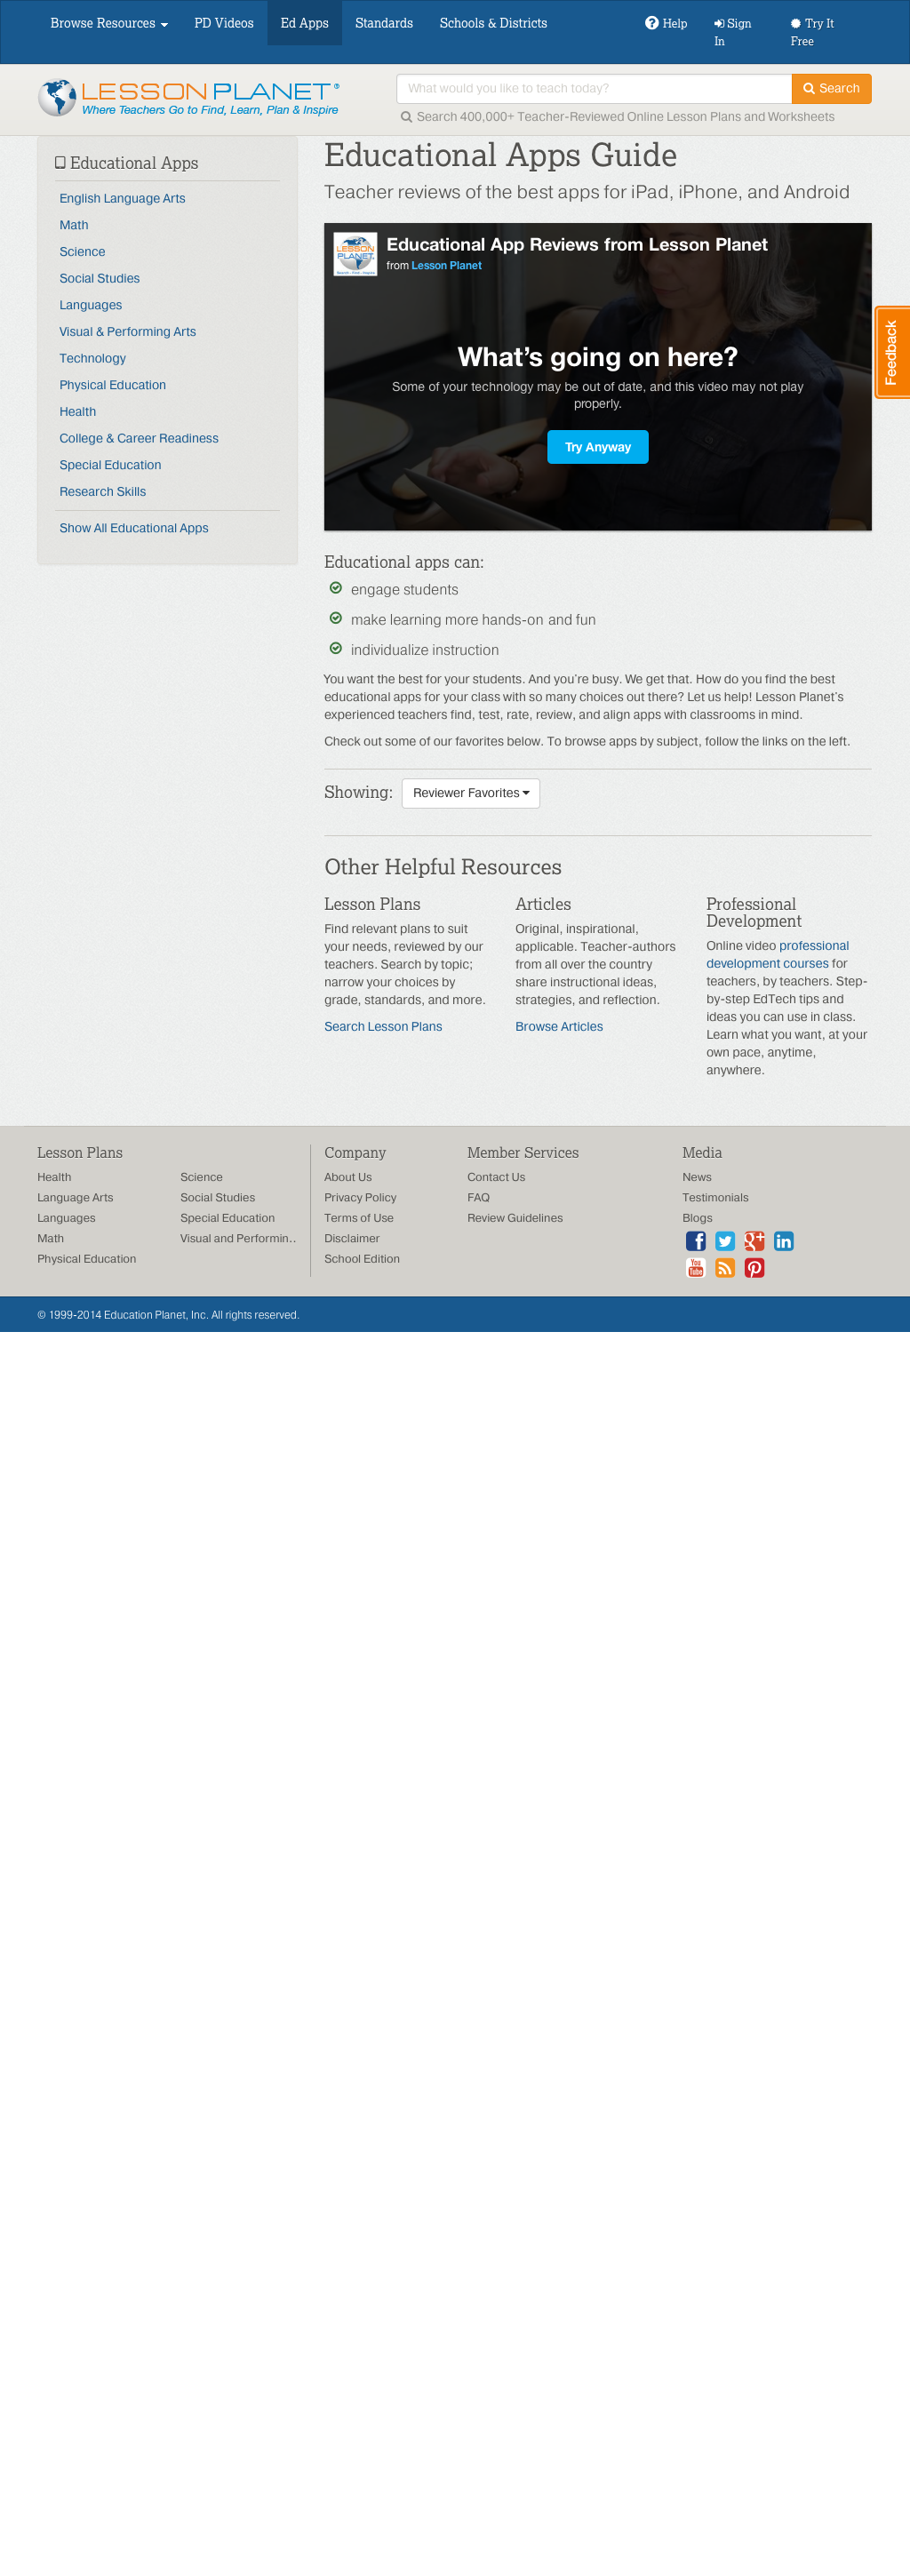 Browse Resources
PD Videos
Ed Apps
Standards
Schools & Districts
Help
Sign
In
Try It
Free
LESSON PLANET®
Where Teachers Go to Find, Learn, Plan & Inspire
What would you like to teach today?
Search
Search 400,000+ Teacher-Reviewed Online Lesson Plans and Worksheets
Educational Apps
English Language Arts
Math
Science
Social Studies
Languages
Visual & Performing Arts
Technology
Physical Education
Health
College & Career Readiness
Special Education
Research Skills
Show All Educational Apps
Educational Apps Guide
Teacher reviews of the best apps for iPad, iPhone, and Android
LESSON
PLANET
Educational App Reviews from Lesson Planet
from Lesson Planet
What's going on here?
Some of your technology may be out of date, and this video may not play
properly.
Try Anyway
Feedback
Educational apps can:
engage students
make learning more hands-on and fun
individualize instruction
You want the best for your students. And you're busy. We get that. How do you find the best
educational apps for your class with so many choices out there? Let us help! Lesson Planet's
experienced teachers find, test, rate, review, and align apps with classrooms in mind.
Check out some of our favorites below. To browse apps by subject, follow the links on the left.
Showing:
Reviewer Favorites
Other Helpful Resources
Lesson Plans
Find relevant plans to suit
your needs, reviewed by our
teachers. Search by topic;
narrow your choices by
grade, standards, and more.
Search Lesson Plans
Articles
Original, inspirational,
applicable. Teacher-authors
from all over the country
share instructional ideas,
strategies, and reflection.
Browse Articles
Professional
Development
Online video professional
development courses for
teachers, by teachers. Step-
by-step EdTech tips and
ideas you can use in class.
Learn what you want, at your
own pace, anytime,
anywhere.
Lesson Plans
Health
Language Arts
Languages
Math
Physical Education
Science
Social Studies
Special Education
Visual and Performin..
Company
About Us
Privacy Policy
Terms of Use
Disclaimer
School Edition
Member Services
Contact Us
FAQ
Review Guidelines
Media
News
Testimonials
Blogs
You
Tube
© 1999-2014 Education Planet, Inc. All rights reserved.